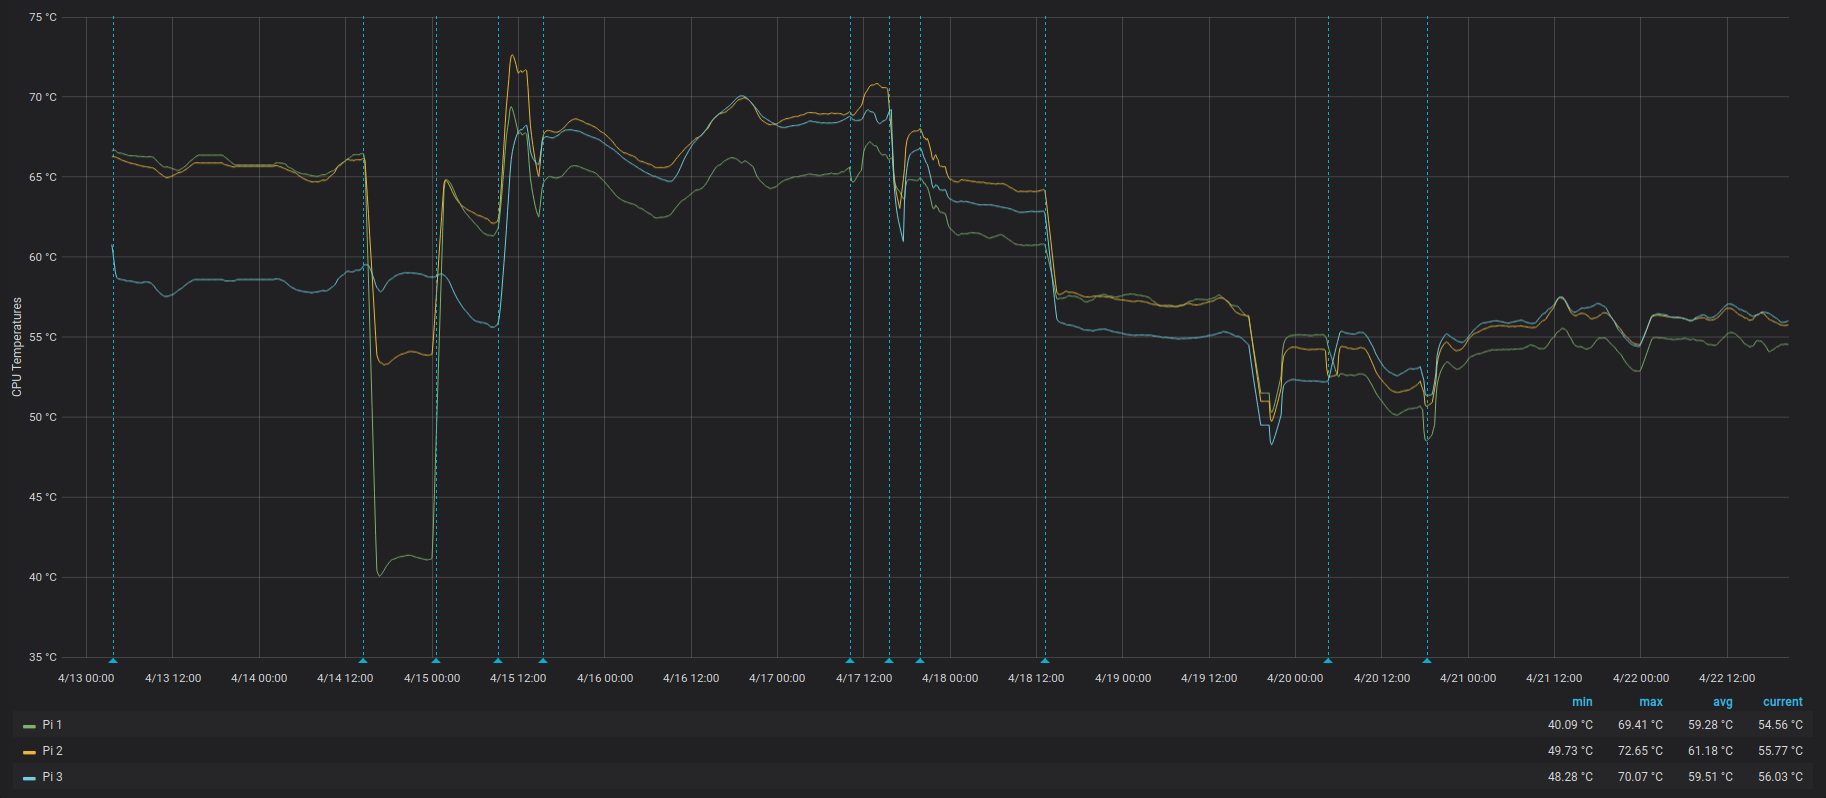 75 °C
70 °C
65 °C
60 °C
55 °C
50 °C
45 °C
40 °C
35 °C
CPU Temperatures
4/13 00:00 4/13 12:00 4/14 00:00 4/14 12:00 4/15 00:00 4/15 12:00 4/16 00:00 4/16 12:00 4/17 00:00 4/17 12:00 4/18 00:00 4/18 12:00 4/19 00:00 4/19 12:00 4/20 00:00 4/20 12:00 4/21 00:00 4/21 12:00 4/22 00:00 4/22 12:00
min max avg current
Pi 1 40.09 °C 69.41 °C 59.28 °C 54.56 °C
Pi 2 49.73 °C 72.65 °C 61.18 °C 55.77 °C
Pi 3 48.28 °C 70.07 °C 59.51 °C 56.03 °C